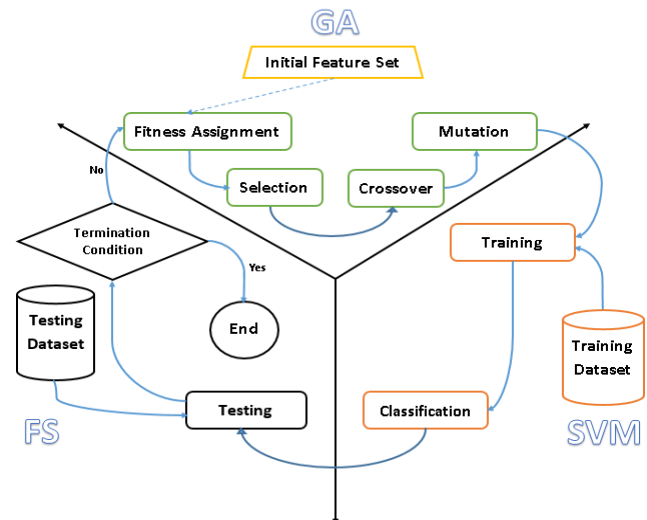 GA
Initial Feature Set
Fitness Assignment
Mutation
No
Selection
Crossover
Termination
Condition
Training
Yes
Testing
Dataset
End
Training
Dataset
Testing
Classification
FS
SVM